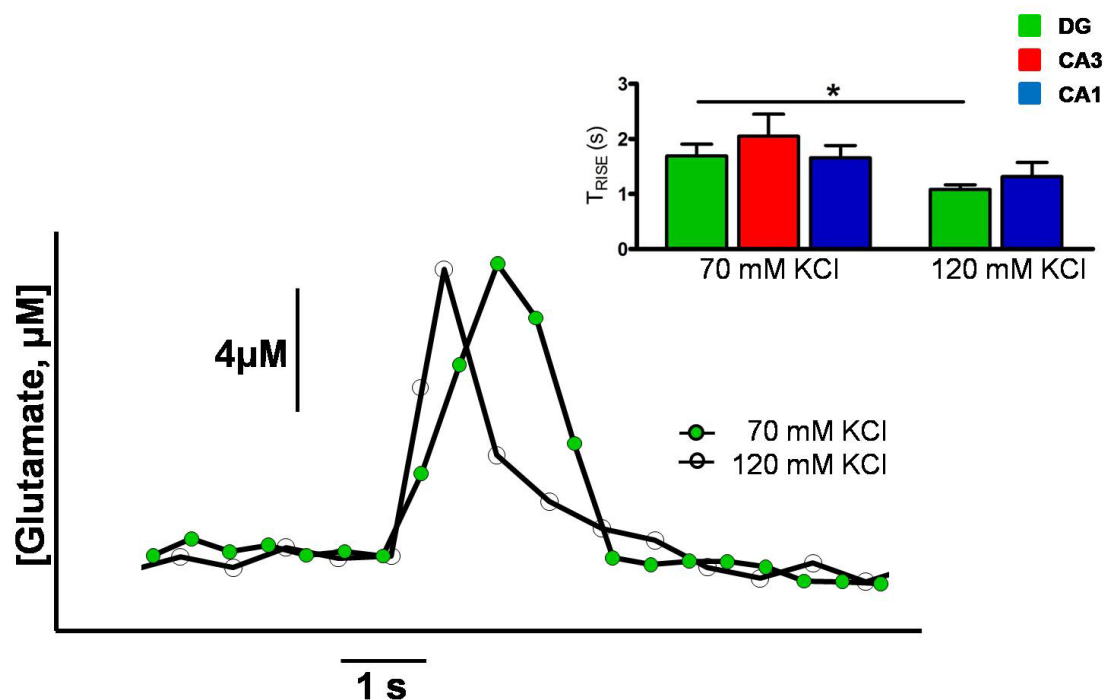 DG
CA3
CA1
3
2
1
0
T RISE (s)
*
70 mM KCl
120 mM KCl
[Glutamate, µM]
4µM
70 mM KCl
120 mM KCl
1 s